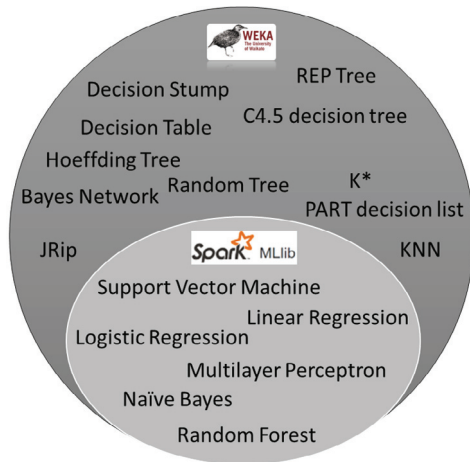 WEKA
The University
of Waikato
REP Tree
Decision Stump
C4.5 decision tree
Decision Table
Hoeffding Tree
Random Tree
K*
Bayes Network
PART decision list
JRip
Spark MLlib
KNN
Support Vector Machine
Linear Regression
Logistic Regression
Multilayer Perceptron
Naïve Bayes
Random Forest